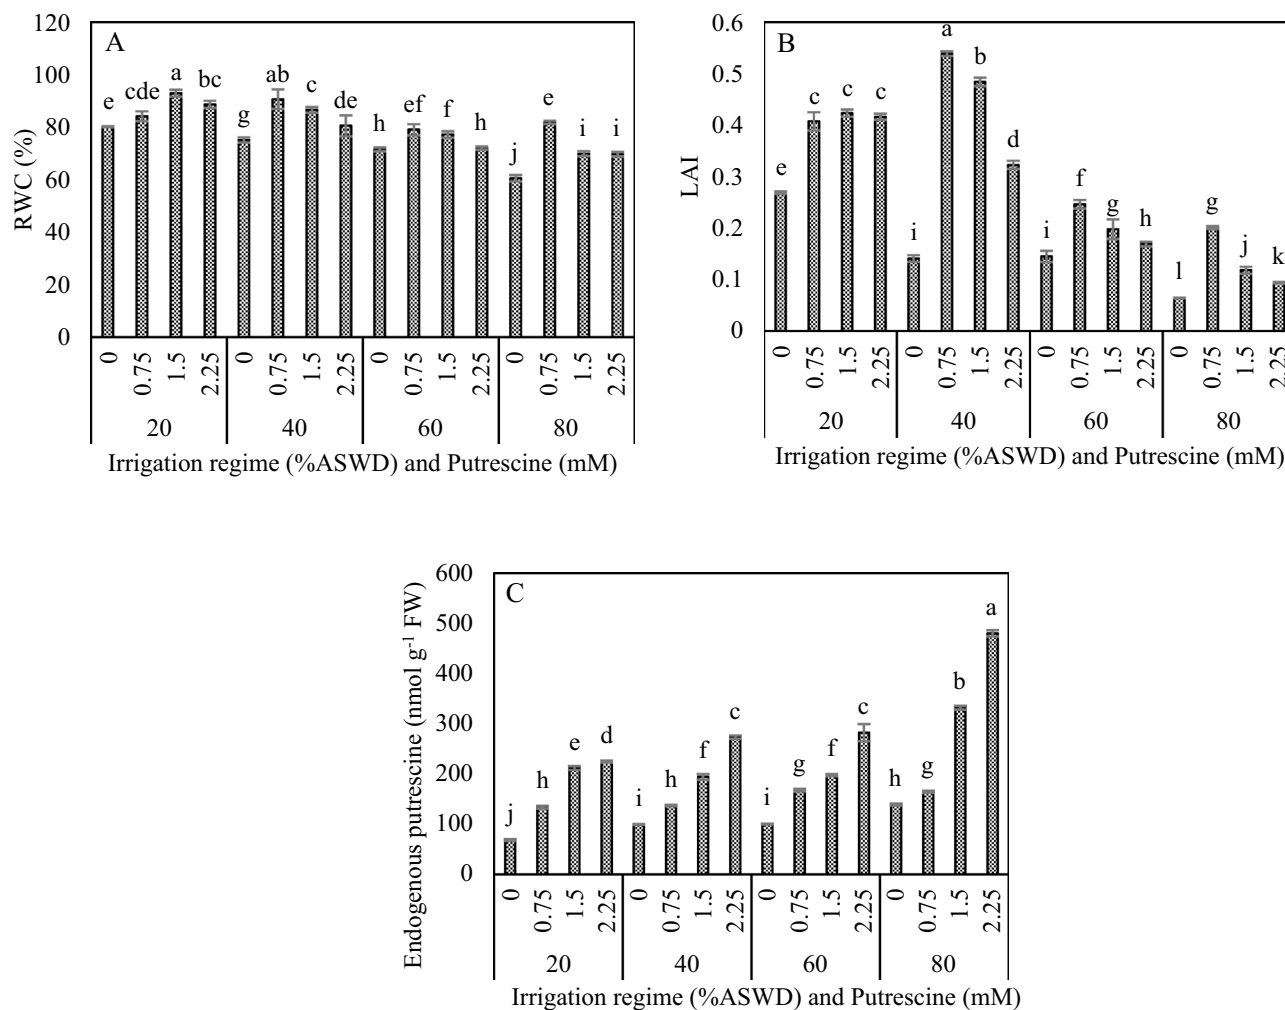 A
RWC (%)
120
100
80
60
40
20
0
e cde a bc g ab c de h ef f h j e i i
0 0.75 1.5 2.25 0 0.75 1.5 2.25 0 0.75 1.5 2.25 0 0.75 1.5 2.25
20 40 60 80
Irrigation regime (%ASWD) and Putrescine (mM)
B
LAI
0.6
0.5
0.4
0.3
0.2
0.1
0
e c c c i a b d i f g h l g j k
0 0.75 1.5 2.25 0 0.75 1.5 2.25 0 0.75 1.5 2.25 0 0.75 1.5 2.25
20 40 60 80
Irrigation regime (%ASWD) and Putrescine (mM)
C
Endogenous putrescine (nmol g⁻¹ FW)
600
500
400
300
200
100
0
j h e d i h f c i g f c h g b a
0 0.75 1.5 2.25 0 0.75 1.5 2.25 0 0.75 1.5 2.25 0 0.75 1.5 2.25
20 40 60 80
Irrigation regime (%ASWD) and Putrescine (mM)